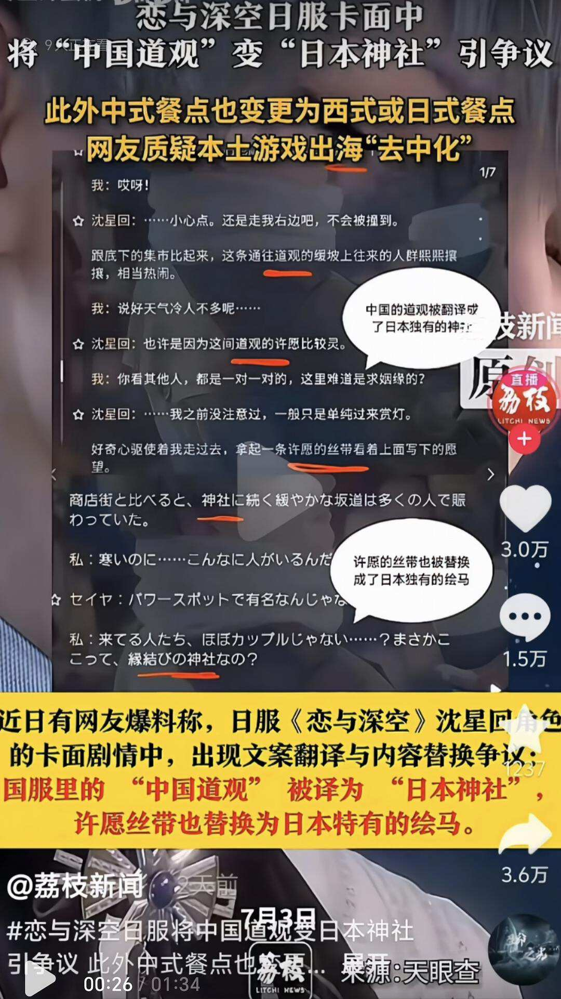 恋与深空日服卡面中
将“中国道观”变“日本神社”引争议
此外中式餐点也变更为西式或日式餐点
网友质疑本土游戏出海“去中化”
1/7
我：哎呀！
沈星回：……小心点。还是走我右边吧，不会被撞到。
跟底下的集市比起来，这条通往道观的缓坡上往来的人群熙熙攘
攘，相当热闹。
我：说好天气冷人不多呢……
中国的道观被翻译成
了日本独有的神社
沈星回：也许是因为这间道观的许愿比较灵。
我：你看其他人，都是一对一对的，这里难道是求姻缘的？
沈星回：……我之前没注意过，一般只是单纯过来赏灯。
好奇心驱使着我走过去，拿起一条许愿的丝带看着上面写下的愿
望。
枝新闻
原创
直播
荔枝
LITCHI NEWS
商店街と比べると、神社に続く緩やかな坂道は多くの人で賑
わっていた。
私：寒いのに……こんなに人がいるんだ
许愿的丝带也被替换
成了日本独有的绘马
セイヤ：パワースポットで有名なんじゃな
私：来てる人たち、ほぼカップルじゃない……？まさかこ
こって、縁結びの神社なの？
3.0万
1.5万
1237
3.6万
近日有网友爆料称，日服《恋与深空》沈星回角色
的卡面剧情中，出现文案翻译与内容替换争议；
国服里的“中国道观”被译为“日本神社”，
许愿丝带也替换为日本特有的绘马。
@荔枝新闻 2天前
7月3日
#恋与深空日服将中国道观变日本神社
引争议 此外中式餐点也变更... 展开
荔枝
LITCHI NEWS
来源：天眼查
00:26 / 01:34